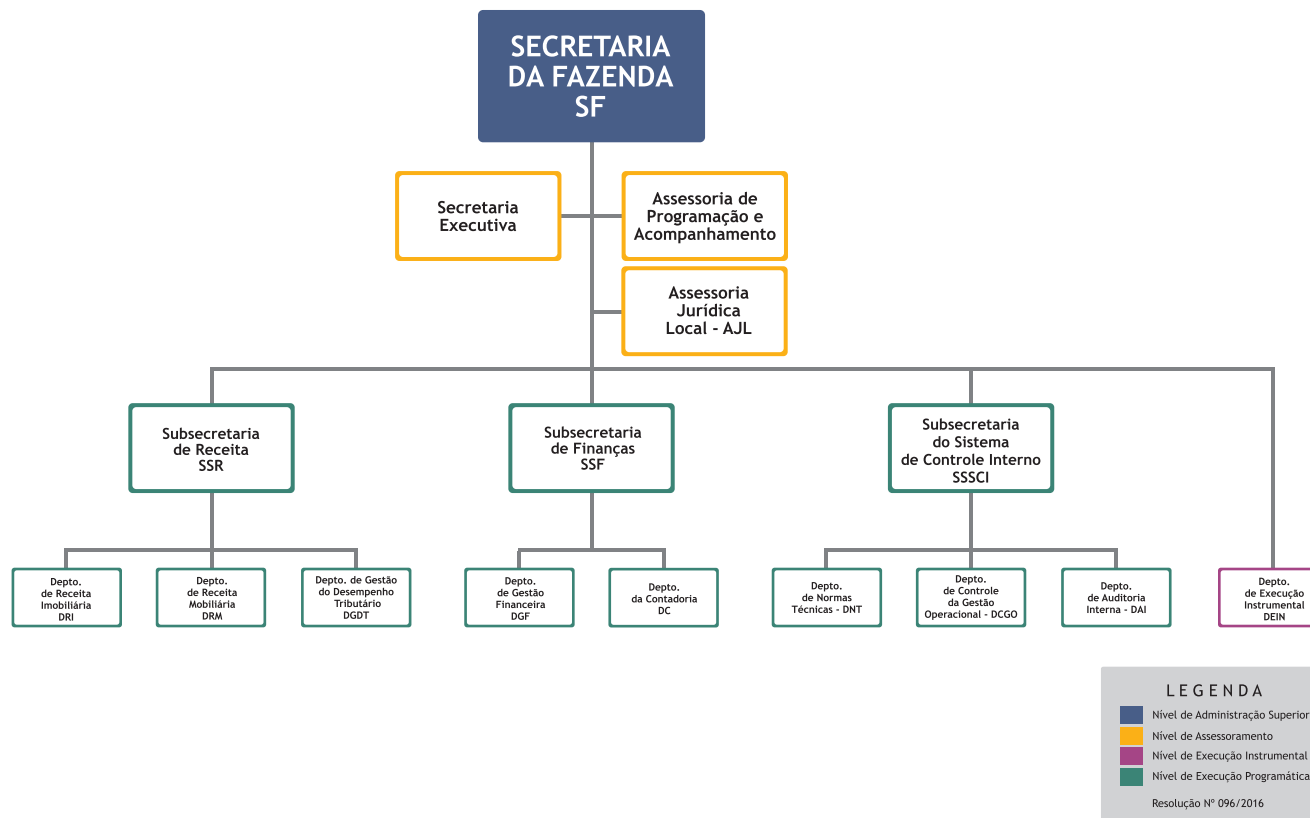 SECRETARIA
DA FAZENDA
SF
Secretaria
Executiva
Assessoria de
Programação e
Acompanhamento
Assessoria
Jurídica
Local - AJL
Subsecretaria
de Receita
SSR
Subsecretaria
de Finanças
SSF
Subsecretaria
do Sistema
de Controle Interno
SSSCI
Depto.
de Receita
Imobiliária
DRI
Depto.
de Receita
Mobiliária
DRM
Depto. de Gestão
do Desempenho
Tributário
DGDT
Depto.
de Gestão
Financeira
DGF
Depto.
da Contadoria
DC
Depto.
de Normas
Técnicas - DNT
Depto.
de Controle
da Gestão
Operacional - DCGO
Depto.
de Auditoria
Interna - DAI
Depto.
de Execução
Instrumental
DEIN
LEGENDA
Nível de Administração Superior
Nível de Assessoramento
Nível de Execução Instrumental
Nível de Execução Programática
Resolução Nº 096/2016